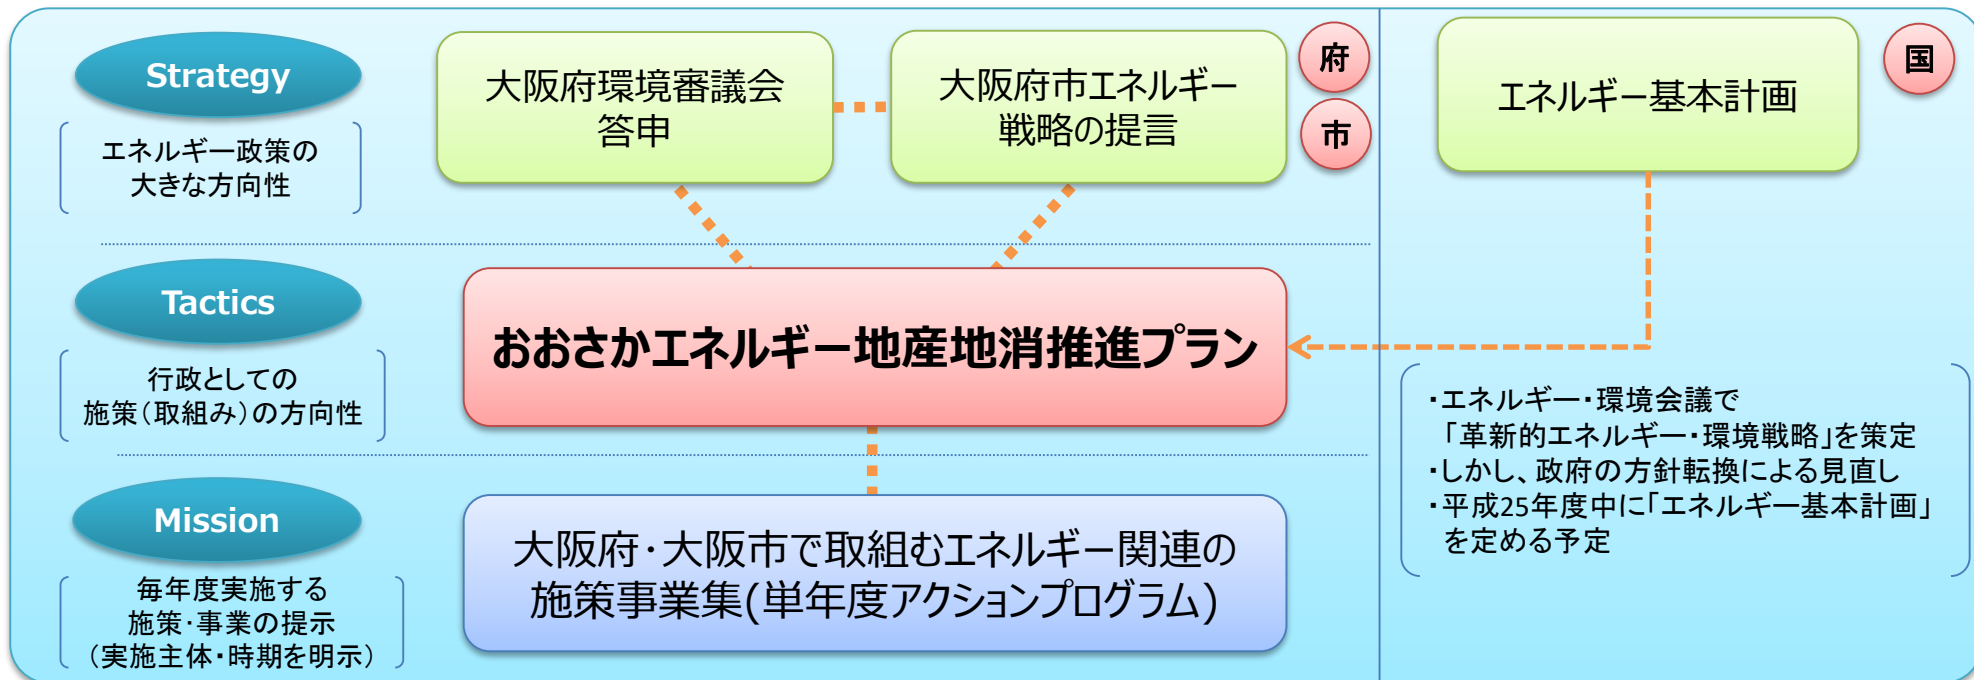 Strategy
エネルギー政策の
大きな方向性
大阪府環境審議会
答申
大阪府市エネルギー
戦略の提言
府
市
エネルギー基本計画
国
Tactics
行政としての
施策（取組み）の方向性
おおさかエネルギー地産地消推進プラン
・エネルギー・環境会議で
「革新的エネルギー・環境戦略」を策定
・しかし、政府の方針転換による見直し
・平成25年度中に「エネルギー基本計画」
を定める予定
Mission
毎年度実施する
施策・事業の提示
（実施主体・時期を明示）
大阪府・大阪市で取組むエネルギー関連の
施策事業集(単年度アクションプログラム)